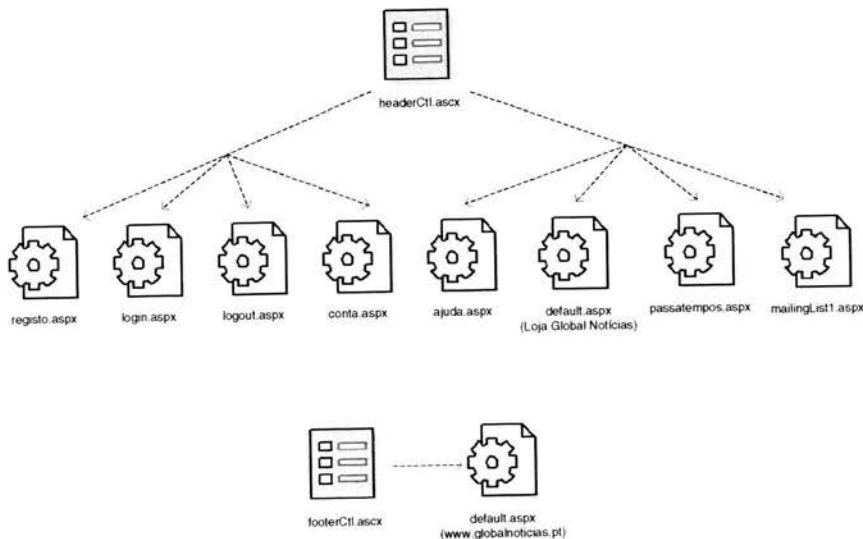 headerCtl.ascx
registo.aspx
login.aspx
logout.aspx
conta.aspx
ajuda.aspx
default.aspx
(Loja Global Notícias)
passatempos.aspx
mailingList1.aspx
footerCtl.ascx
default.aspx
(www.globalnoticias.pt)